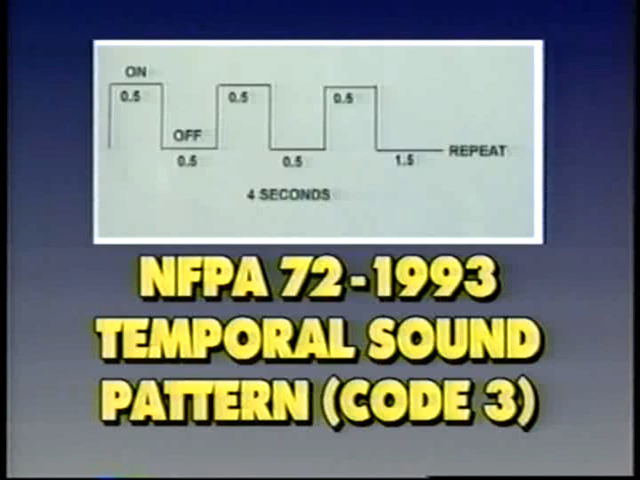 ON
0.5 0.5 0.5
OFF REPEAT
0.5 0.5 1.5
4 SECONDS
NFPA 72-1993
TEMPORAL SOUND
PATTERN (CODE 3)